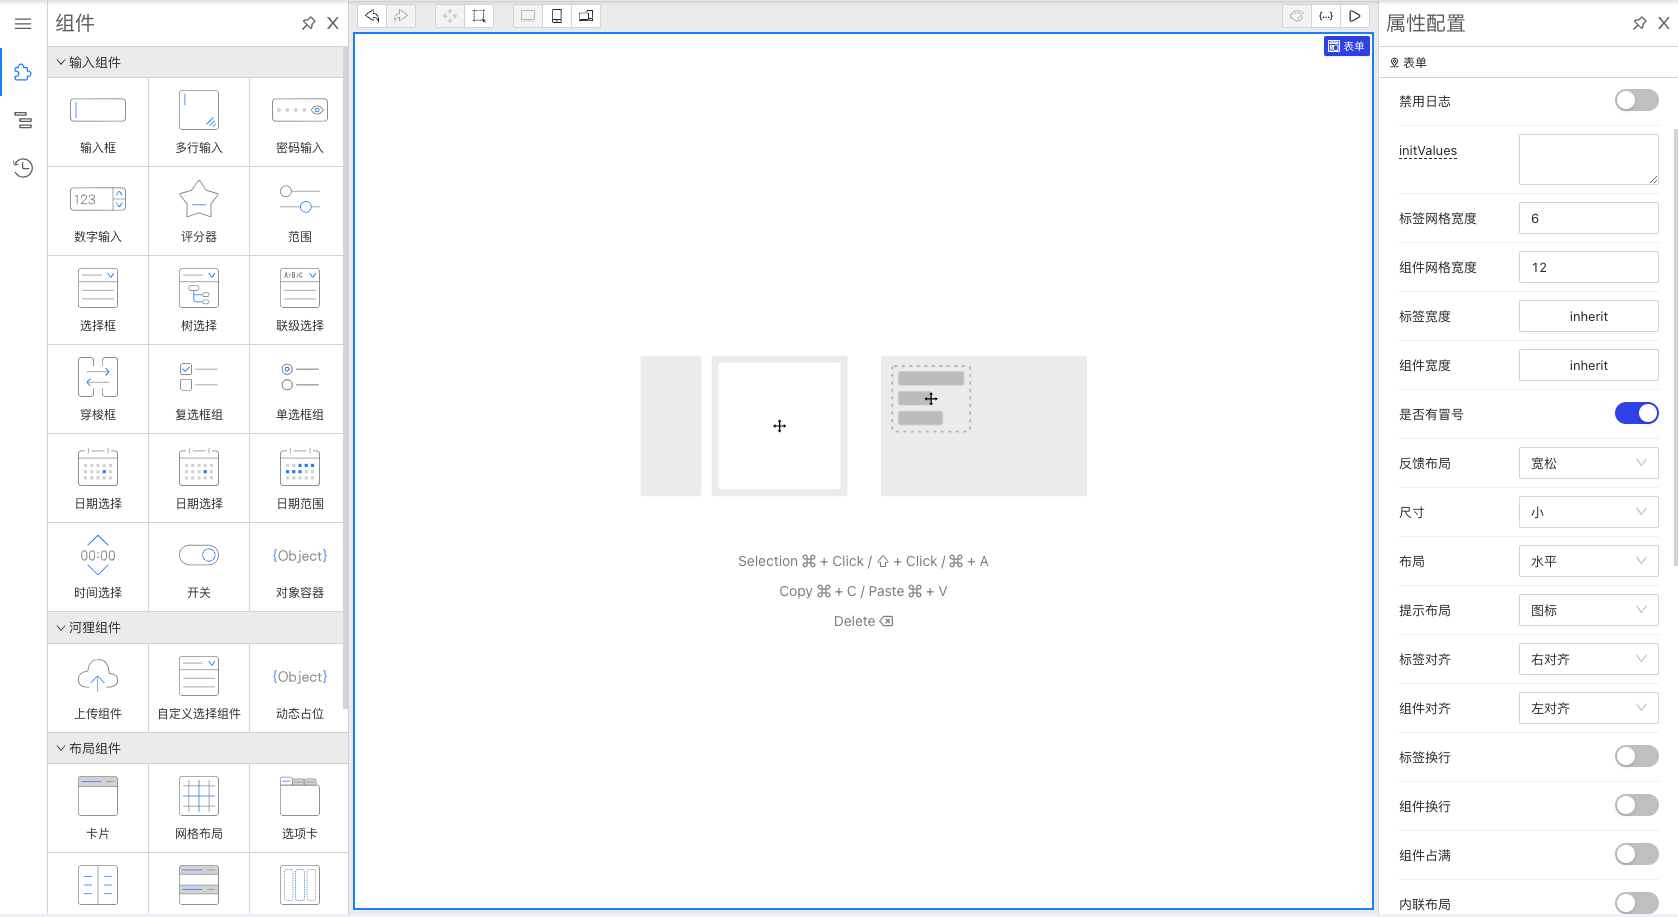 组件
输入组件
输入框
多行输入
密码输入
123
数字输入
评分器
范围
A/B/C
选择框
树选择
联级选择
穿梭框
复选框组
单选框组
日期选择
日期选择
日期范围
00:00
{Object}
时间选择
开关
对象容器
河狸组件
{Object}
上传组件
自定义选择组件
动态占位
布局组件
卡片
网格布局
选项卡
{...}
表单
Selection ⌘ + Click / ⇧ + Click / ⌘ + A
Copy ⌘ + C / Paste ⌘ + V
Delete ⌫
属性配置
表单
禁用日志
initValues
标签网格宽度 6
组件网格宽度 12
标签宽度 inherit
组件宽度 inherit
是否有冒号
反馈布局 宽松
尺寸 小
布局 水平
提示布局 图标
标签对齐 右对齐
组件对齐 左对齐
标签换行
组件换行
组件占满
内联布局